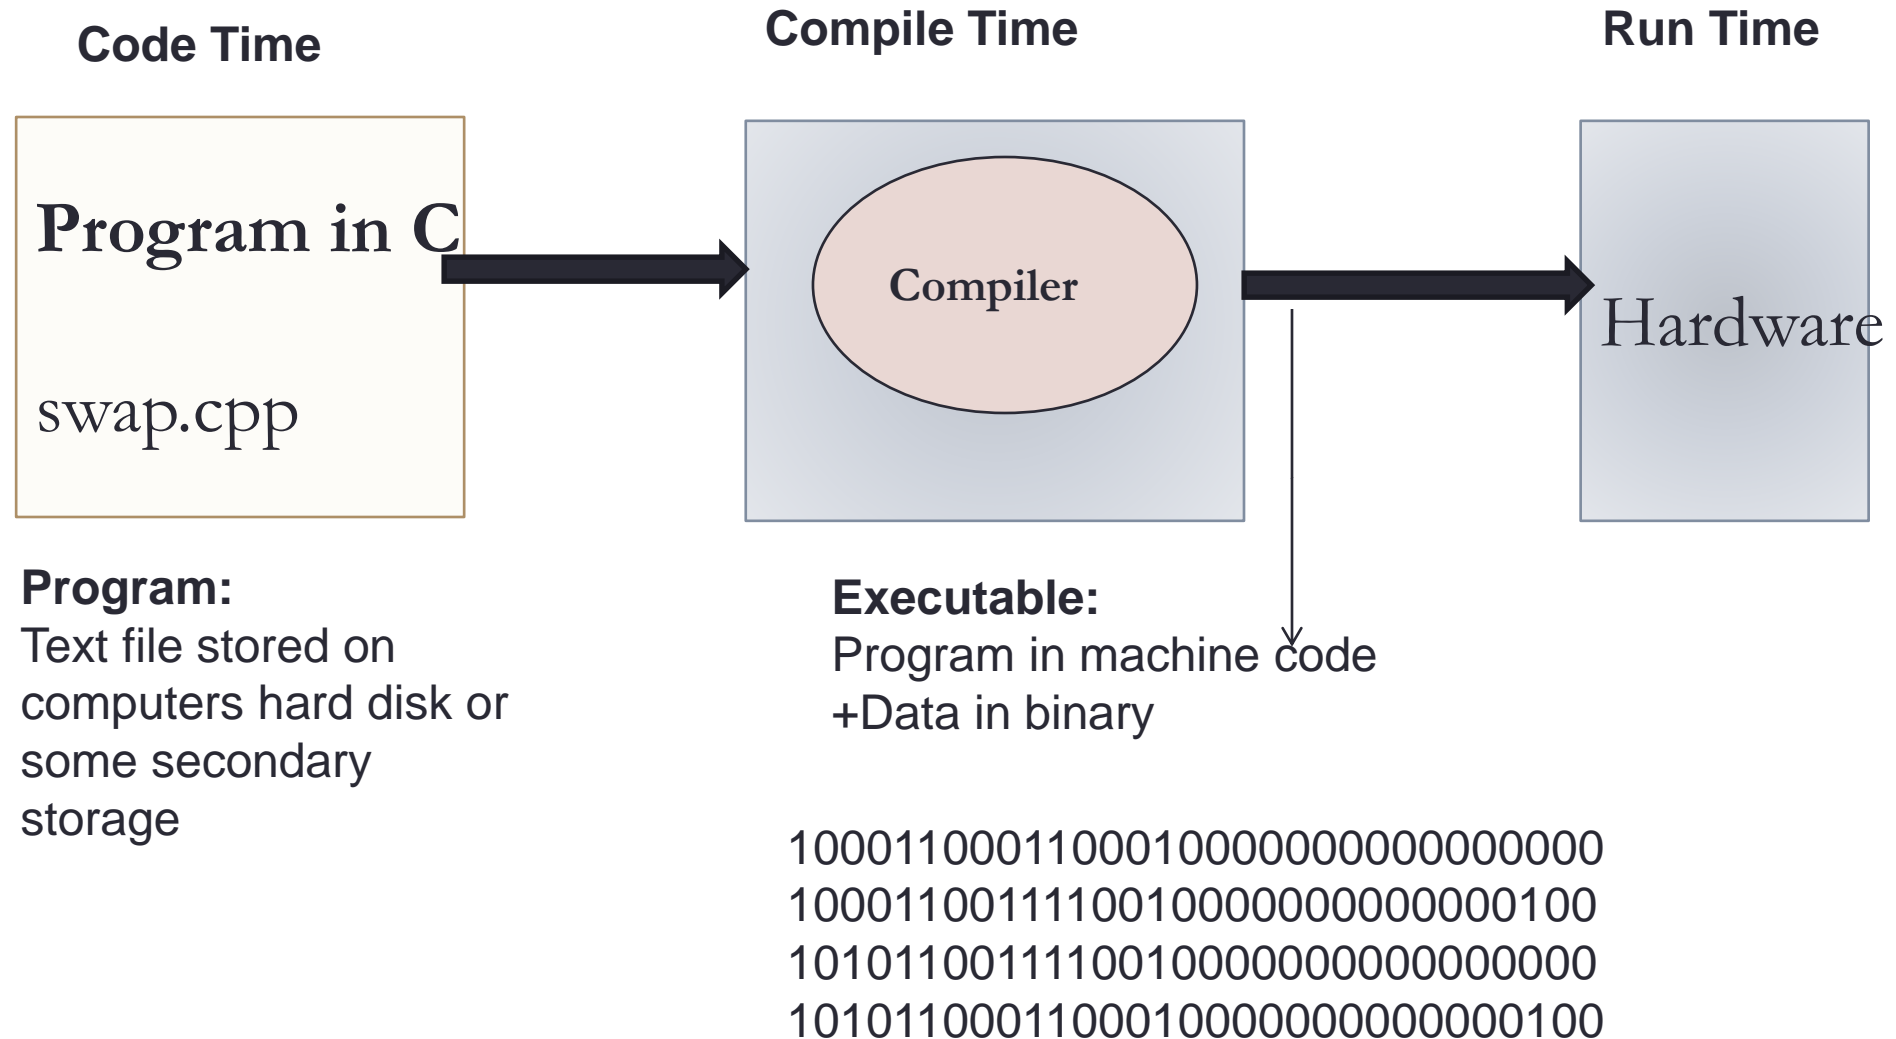 Code Time
Compile Time
Run Time
Program in C
swap.cpp
Compiler
Hardware
Program:
Text file stored on
computers hard disk or
some secondary
storage
Executable:
Program in machine code
+Data in binary
10001100011000100000000000000000
10001100111100100000000000000100
10101100111100100000000000000000
10101100011000100000000000000100